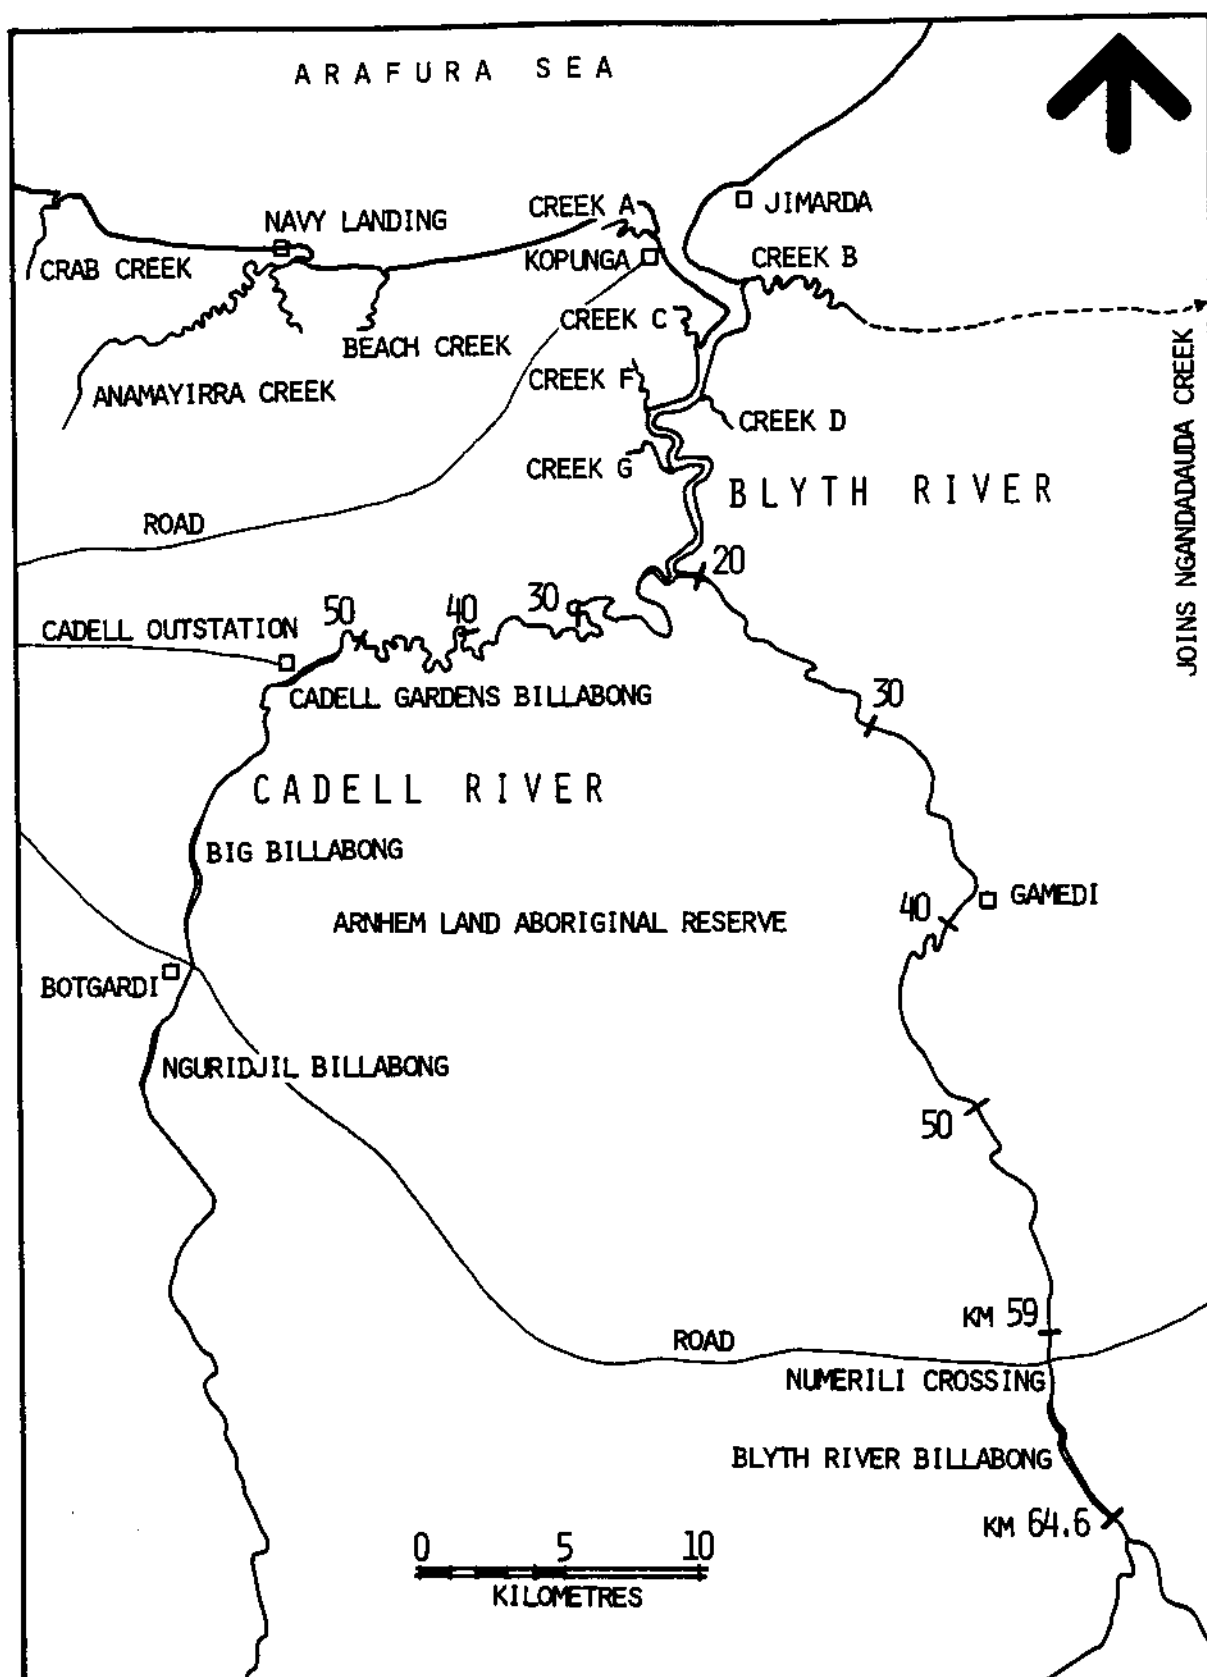 ARAFURA SEA
CREEK A
JIMARDA
NAVY LANDING
KOPUNGA
CREEK B
CRAB CREEK
CREEK C
BEACH CREEK
CREEK F
ANAMAYIRRA CREEK
CREEK D
CREEK G
BLYTH RIVER
JOINS NGANDADAUDA CREEK
ROAD
20
50
40
30
CADELL OUTSTATION
CADELL GARDENS BILLABONG
30
CADELL RIVER
BIG BILLABONG
ARNHEM LAND ABORIGINAL RESERVE
40
GAMEDI
BOTGARDI
NGURIDJIL BILLABONG
50
KM 59
ROAD
NUMERILI CROSSING
BLYTH RIVER BILLABONG
KM 64.6
0 5 10
KILOMETRES